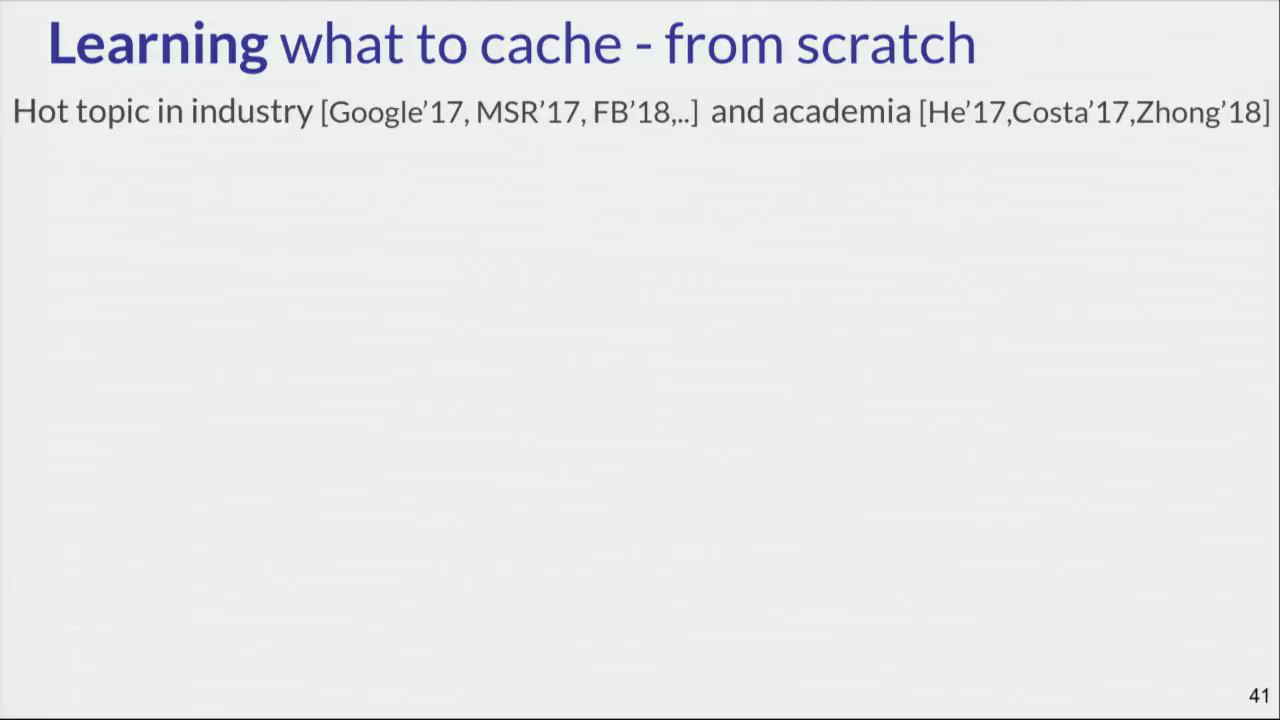 Learning what to cache - from scratch
Hot topic in industry [Google’17, MSR’17, FB’18,..] and academia [He’17,Costa’17,Zhong’18]
41